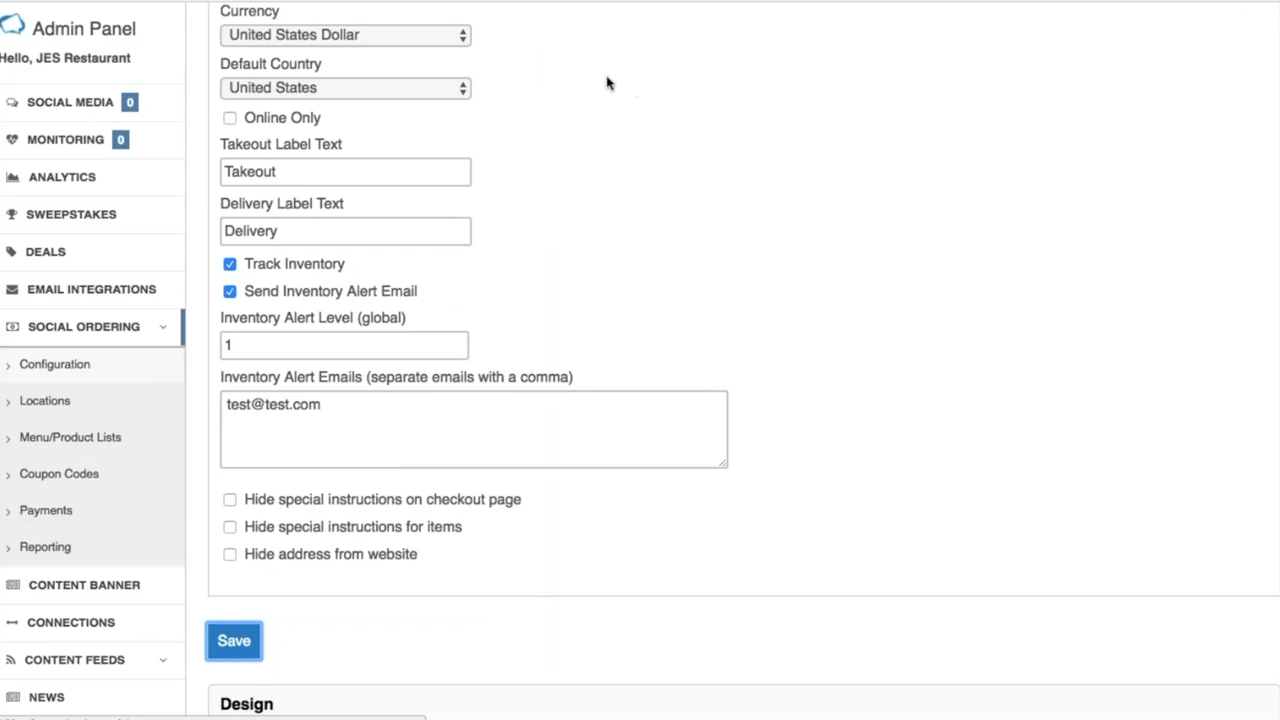 Admin Panel
Hello, JES Restaurant
SOCIAL MEDIA 0
MONITORING 0
ANALYTICS
SWEEPSTAKES
DEALS
EMAIL INTEGRATIONS
SOCIAL ORDERING
Configuration
Locations
Menu/Product Lists
Coupon Codes
Payments
Reporting
CONTENT BANNER
CONNECTIONS
CONTENT FEEDS
NEWS
Currency
United States Dollar
Default Country
United States
Online Only
Takeout Label Text
Takeout
Delivery Label Text
Delivery
Track Inventory
Send Inventory Alert Email
Inventory Alert Level (global)
1
Inventory Alert Emails (separate emails with a comma)
test@test.com
Hide special instructions on checkout page
Hide special instructions for items
Hide address from website
Save
Design